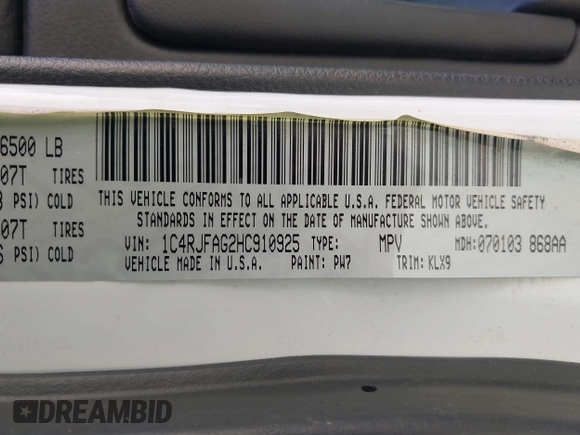 6500 LB
07T TIRES
PSI) COLD
07T TIRES
PSI) COLD
THIS VEHICLE CONFORMS TO ALL APPLICABLE U.S.A. FEDERAL MOTOR VEHICLE SAFETY
STANDARDS IN EFFECT ON THE DATE OF MANUFACTURE SHOWN ABOVE.
VIN: 1C4RJFAG2HC910925 TYPE: MPV MDH: 070103 868AA
VEHICLE MADE IN U.S.A. PAINT: PW7 TRIM: KLX9
DREAMBID